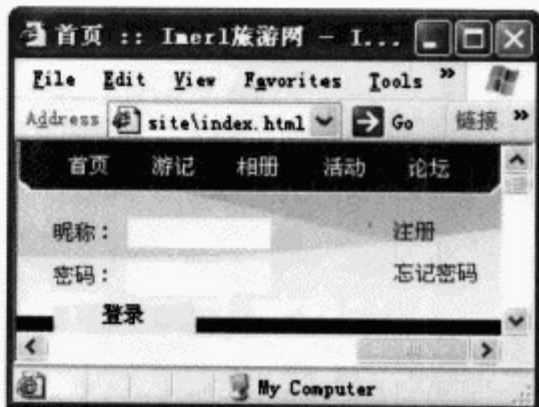 首页 :: Imerl旅游网 - I...
File Edit View Favorites Tools »
Address site\index.html Go 链接 »
首页 游记 相册 活动 论坛
昵称： 注册
密码： 忘记密码
登录
My Computer